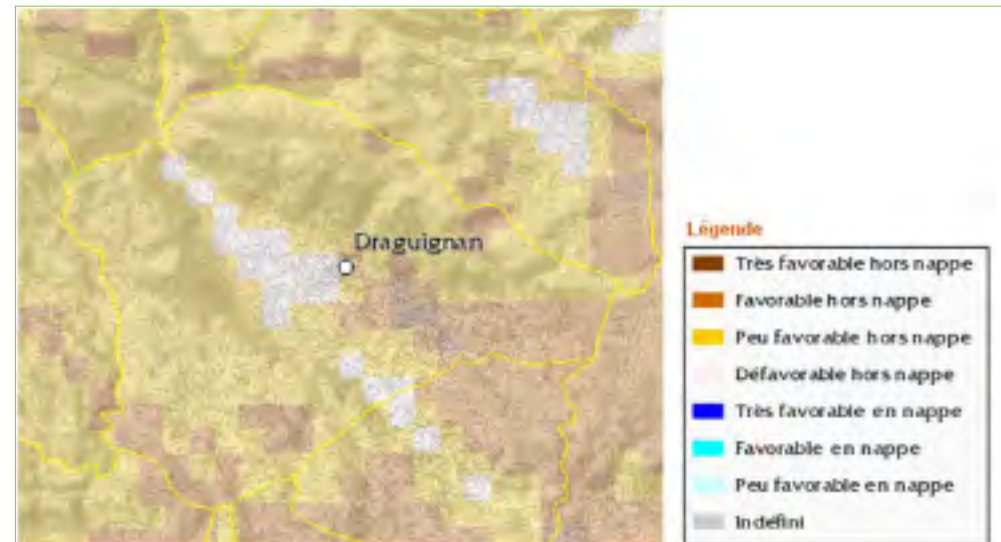 Draguignan
Légende
Très favorable hors nappe
Favorable hors nappe
Peu favorable hors nappe
Défavorable hors nappe
Très favorable en nappe
Favorable en nappe
Peu favorable en nappe
Indéfini